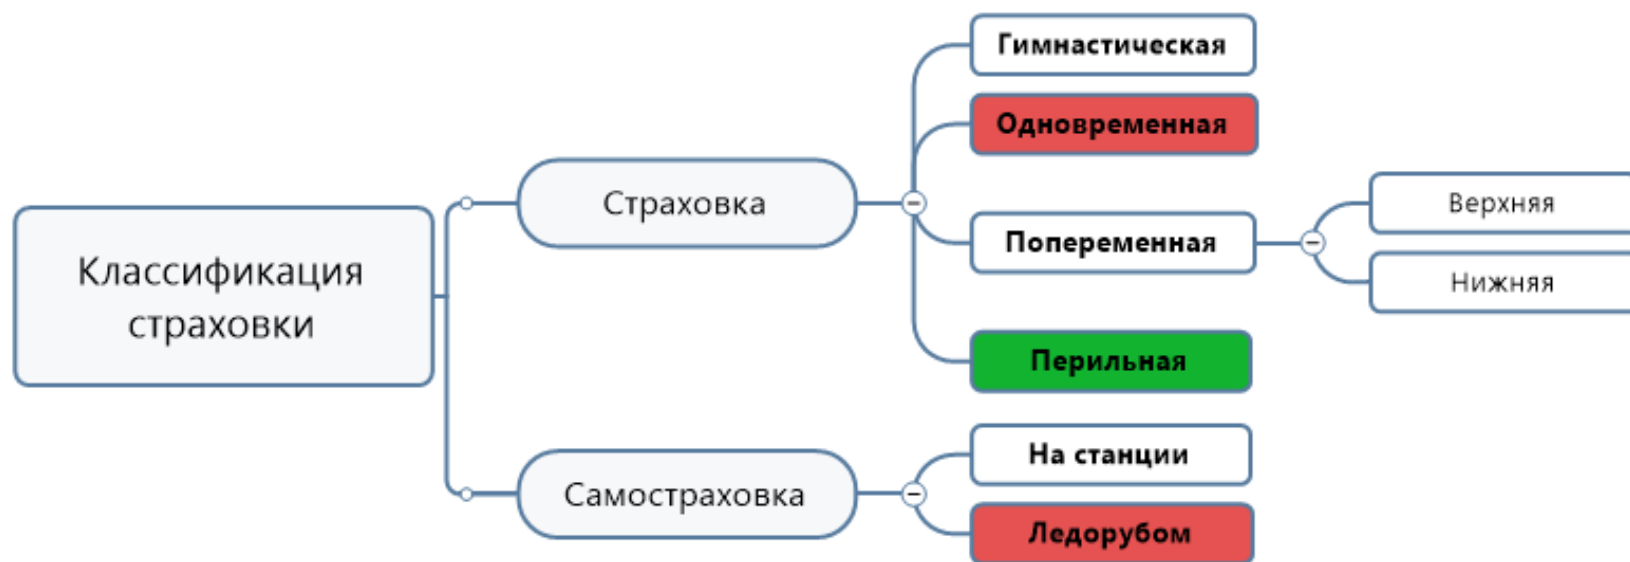 Классификация
страховки
Страховка
Гимнастическая
Одновременная
Попеременная
Верхняя
Нижняя
Перильная
Самостраховка
На станции
Ледорубом